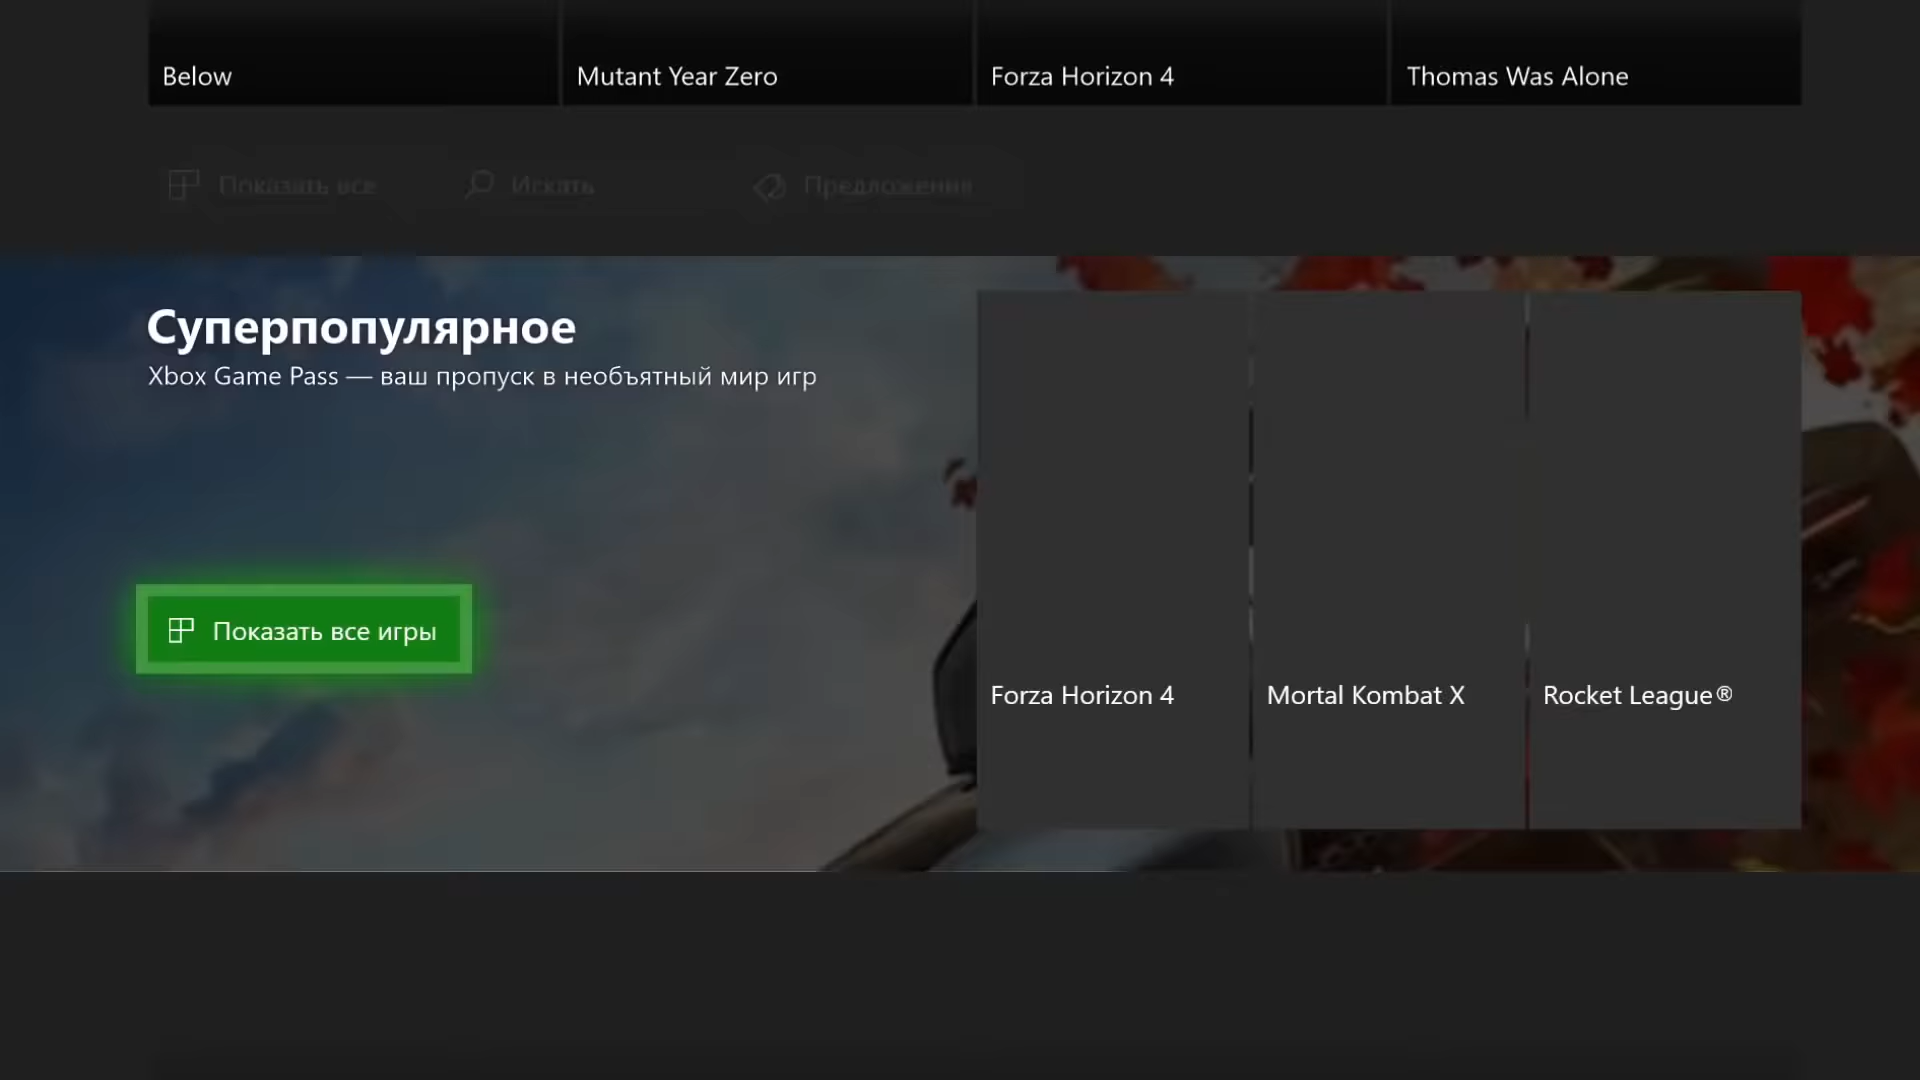 Below
Mutant Year Zero
Forza Horizon 4
Thomas Was Alone
Показать все
Искать
Предложения
Суперпопулярное
Xbox Game Pass — ваш пропуск в необъятный мир игр
Показать все игры
Forza Horizon 4
Mortal Kombat X
Rocket League®